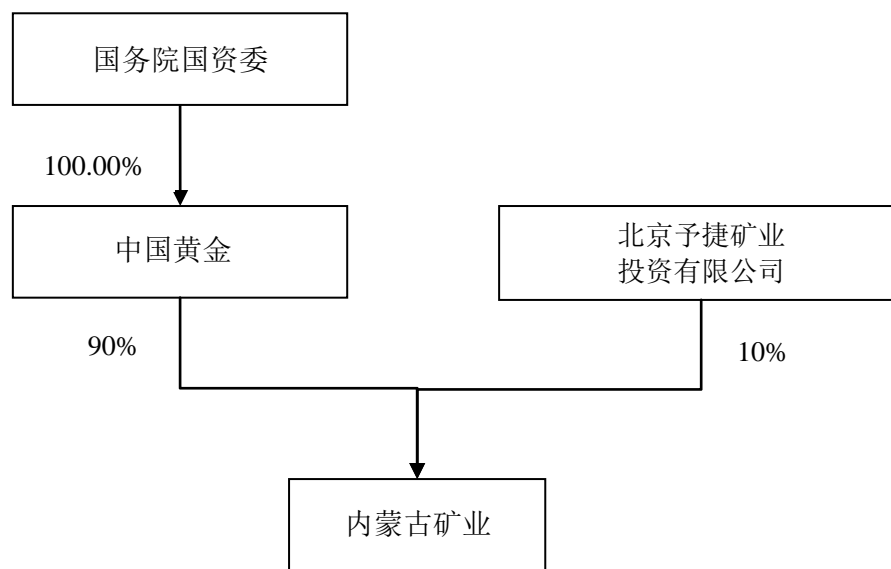 国务院国资委
100.00%
中国黄金
北京予捷矿业
投资有限公司
90%
10%
内蒙古矿业